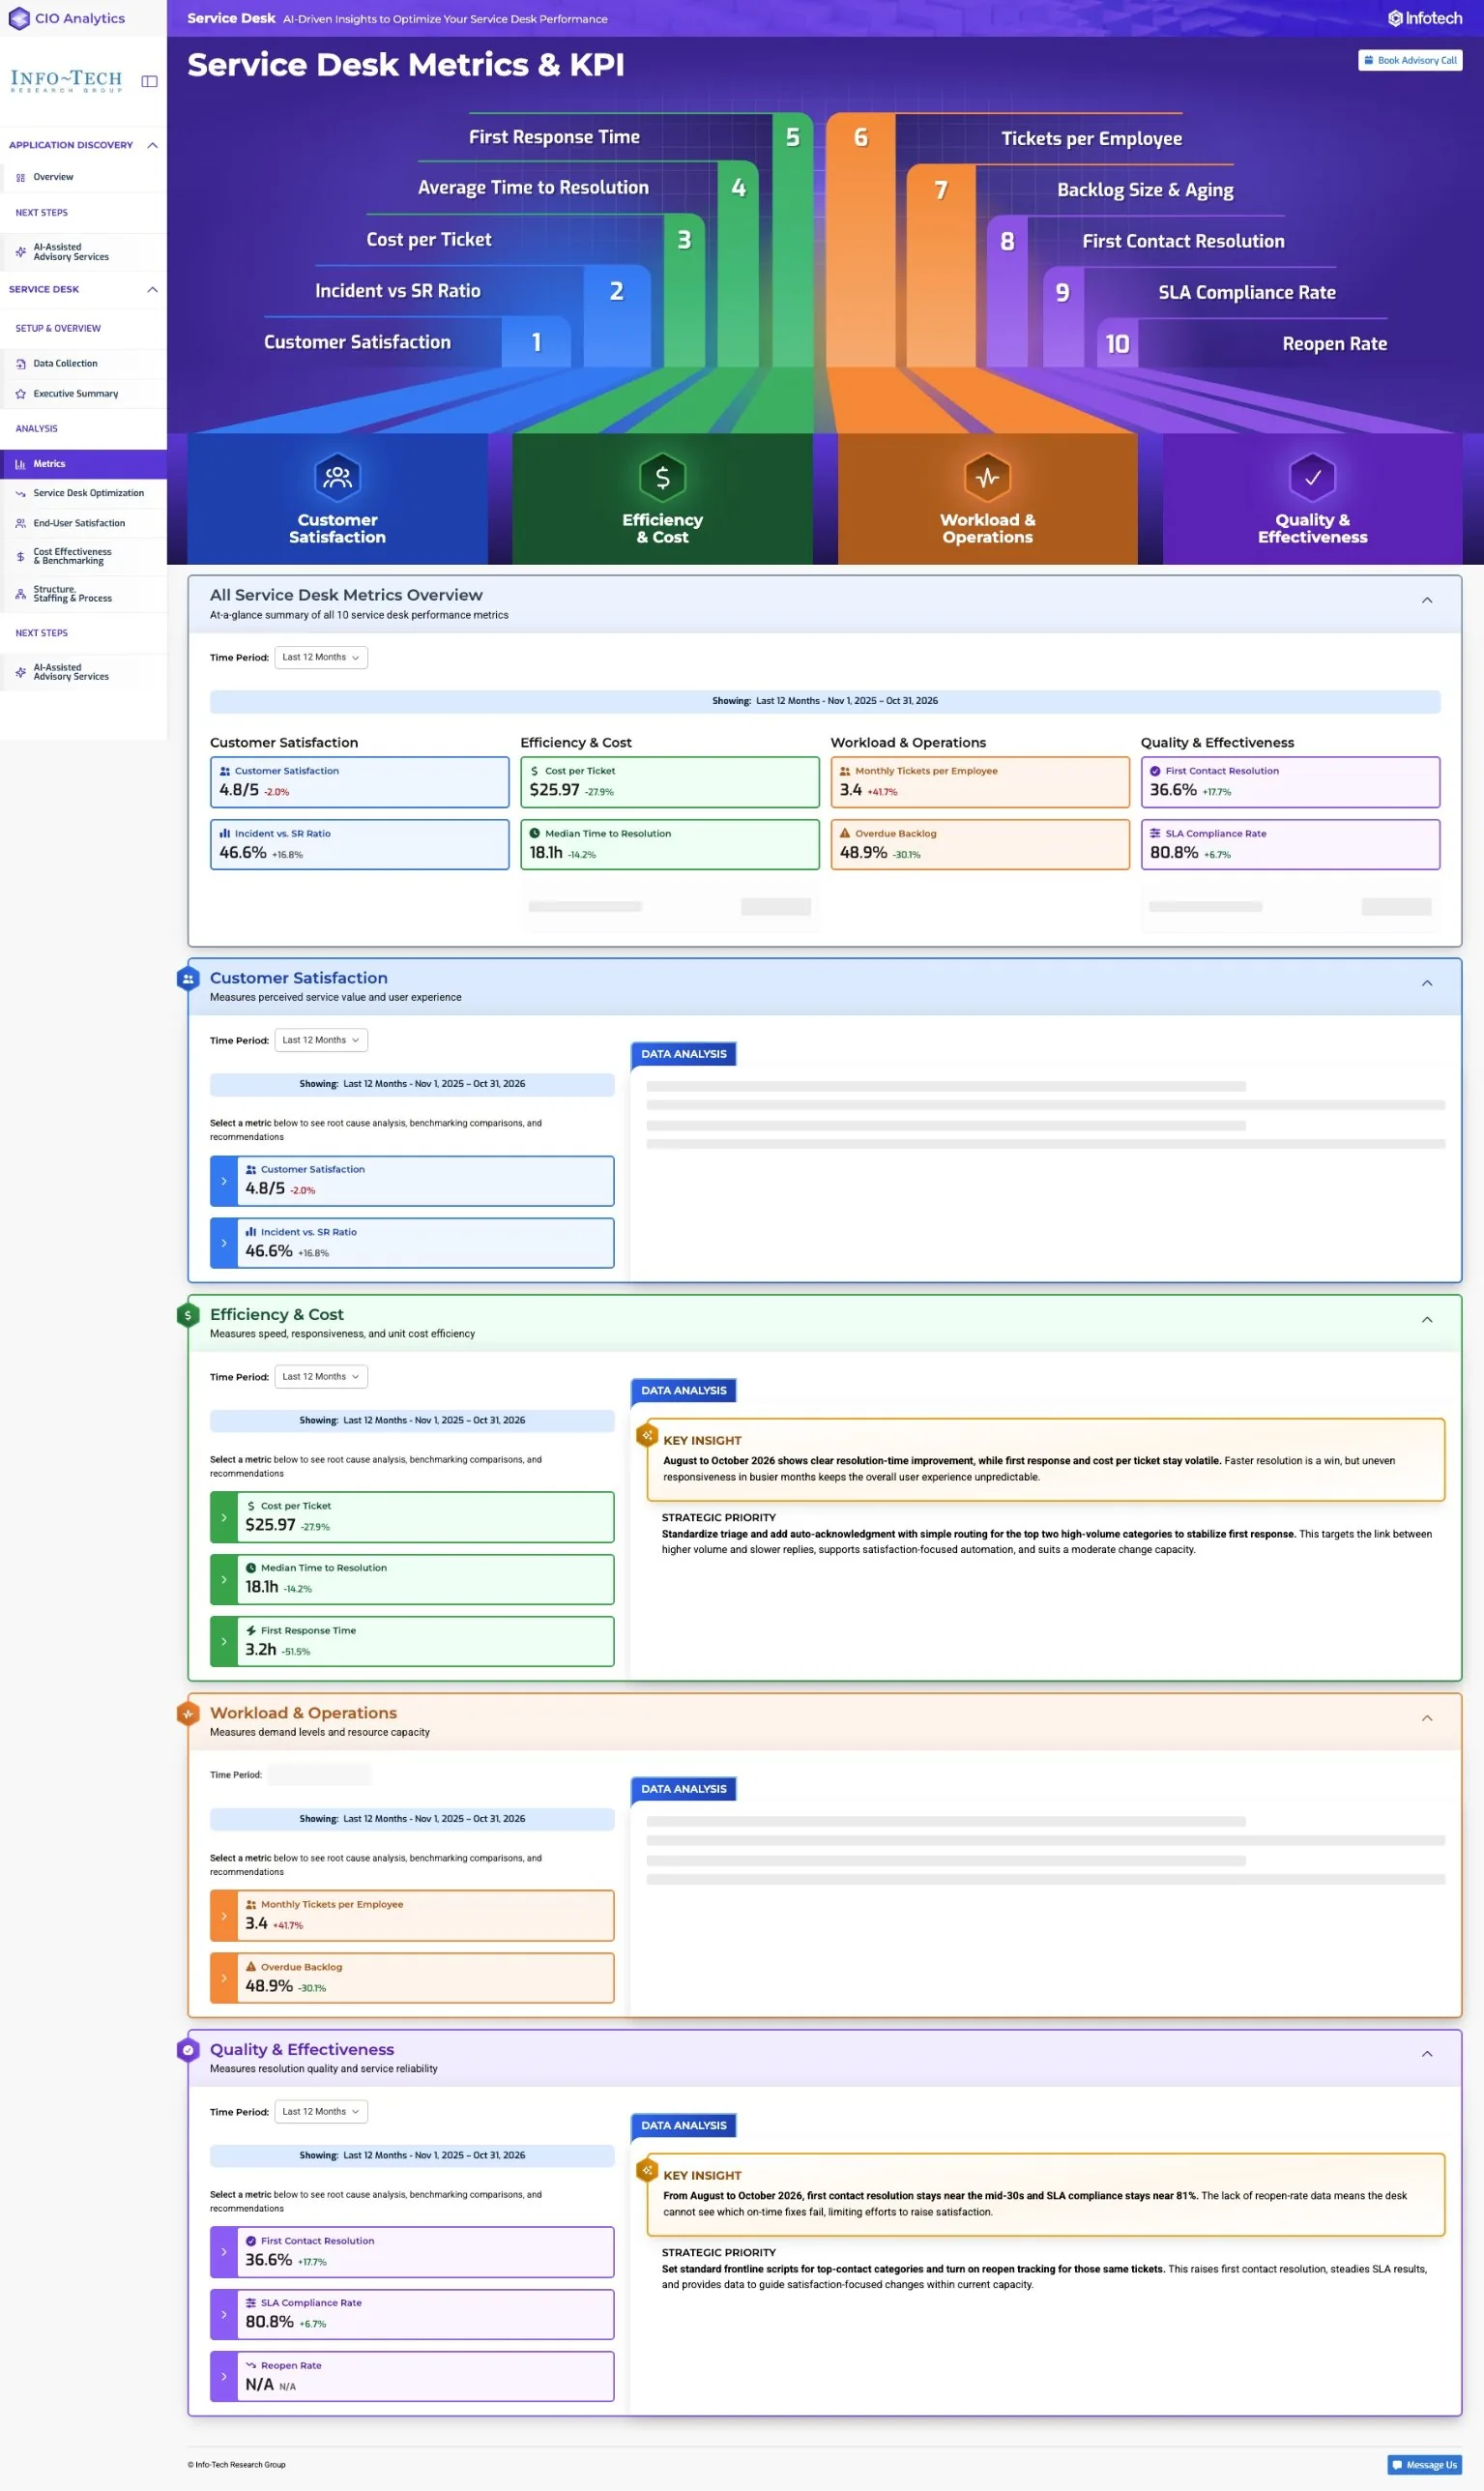 CIO Analytics
Service Desk AI-Driven Insights to Optimize Your Service Desk Performance
Infotech
INFO~TECH
RESEARCH GROUP
APPLICATION DISCOVERY
Overview
NEXT STEPS
AI-Assisted
Advisory Services
SERVICE DESK
SETUP & OVERVIEW
Data Collection
Executive Summary
ANALYSIS
Metrics
Service Desk Optimization
End-User Satisfaction
Cost Effectiveness
& Benchmarking
Structure,
Staffing & Process
NEXT STEPS
AI-Assisted
Advisory Services
Service Desk Metrics & KPI
Book Advisory Call
First Response Time 5
6 Tickets per Employee
Average Time to Resolution 4
7 Backlog Size & Aging
Cost per Ticket 3
8 First Contact Resolution
Incident vs SR Ratio 2
9 SLA Compliance Rate
Customer Satisfaction 1
10 Reopen Rate
Customer
Satisfaction
Efficiency
& Cost
Workload &
Operations
Quality &
Effectiveness
All Service Desk Metrics Overview
At-a-glance summary of all 10 service desk performance metrics
Time Period: Last 12 Months
Showing: Last 12 Months - Nov 1, 2025 – Oct 31, 2026
Customer Satisfaction
Customer Satisfaction
4.8/5 -2.0%
Incident vs. SR Ratio
46.6% +16.8%
Efficiency & Cost
$ Cost per Ticket
$25.97 -27.9%
Median Time to Resolution
18.1h -14.2%
Workload & Operations
Monthly Tickets per Employee
3.4 +41.7%
Overdue Backlog
48.9% -30.1%
Quality & Effectiveness
First Contact Resolution
36.6% +17.7%
SLA Compliance Rate
80.8% +6.7%
Customer Satisfaction
Measures perceived service value and user experience
Time Period: Last 12 Months
Showing: Last 12 Months - Nov 1, 2025 – Oct 31, 2026
Select a metric below to see root cause analysis, benchmarking comparisons, and
recommendations
Customer Satisfaction
4.8/5 -2.0%
Incident vs. SR Ratio
46.6% +16.8%
DATA ANALYSIS
Efficiency & Cost
Measures speed, responsiveness, and unit cost efficiency
Time Period: Last 12 Months
Showing: Last 12 Months - Nov 1, 2025 – Oct 31, 2026
Select a metric below to see root cause analysis, benchmarking comparisons, and
recommendations
$ Cost per Ticket
$25.97 -27.9%
Median Time to Resolution
18.1h -14.2%
First Response Time
3.2h -51.5%
DATA ANALYSIS
KEY INSIGHT
August to October 2026 shows clear resolution-time improvement, while first response and cost per ticket stay volatile. Faster resolution is a win, but uneven
responsiveness in busier months keeps the overall user experience unpredictable.
STRATEGIC PRIORITY
Standardize triage and add auto-acknowledgment with simple routing for the top two high-volume categories to stabilize first response. This targets the link between
higher volume and slower replies, supports satisfaction-focused automation, and suits a moderate change capacity.
Workload & Operations
Measures demand levels and resource capacity
Time Period:
Showing: Last 12 Months - Nov 1, 2025 – Oct 31, 2026
Select a metric below to see root cause analysis, benchmarking comparisons, and
recommendations
Monthly Tickets per Employee
3.4 +41.7%
Overdue Backlog
48.9% -30.1%
DATA ANALYSIS
Quality & Effectiveness
Measures resolution quality and service reliability
Time Period: Last 12 Months
Showing: Last 12 Months - Nov 1, 2025 – Oct 31, 2026
Select a metric below to see root cause analysis, benchmarking comparisons, and
recommendations
First Contact Resolution
36.6% +17.7%
SLA Compliance Rate
80.8% +6.7%
Reopen Rate
N/A N/A
DATA ANALYSIS
KEY INSIGHT
From August to October 2026, first contact resolution stays near the mid-30s and SLA compliance stays near 81%. The lack of reopen-rate data means the desk
cannot see which on-time fixes fail, limiting efforts to raise satisfaction.
STRATEGIC PRIORITY
Set standard frontline scripts for top-contact categories and turn on reopen tracking for those same tickets. This raises first contact resolution, steadies SLA results,
and provides data to guide satisfaction-focused changes within current capacity.
© Info-Tech Research Group
Message Us